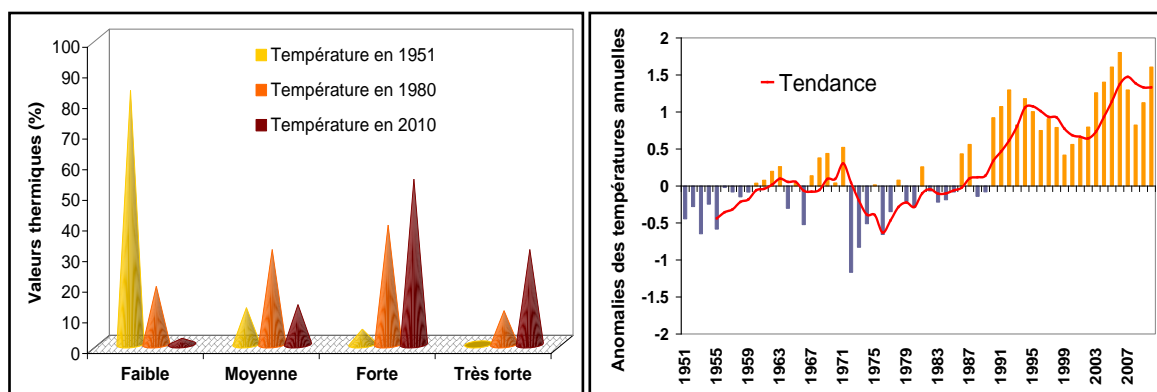 Valeurs thermiques (%)
100
90
80
70
60
50
40
30
20
10
0
Température en 1951
Température en 1980
Température en 2010
Faible Moyenne Forte Très forte
Anomalies des températures annuelles
2
1.5
1
0.5
0
-0.5
-1
-1.5
-2
Tendance
1951 1955 1959 1963 1967 1971 1975 1979 1983 1987 1991 1995 1999 2003 2007